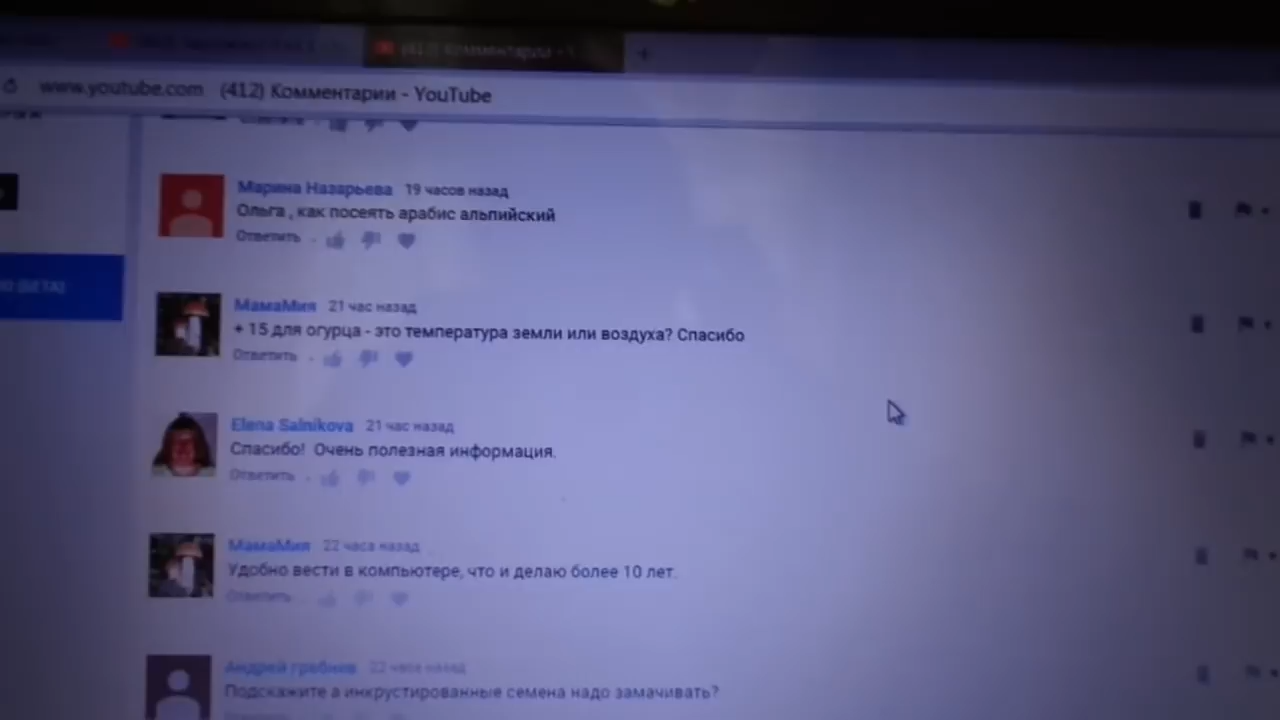 www.youtube.com (412) Комментарии - YouTube
Марина Назарьева 19 часов назад
Ольга , как посеять арабис альпийский
Ответить
МамаМия 21 час назад
+ 15 для огурца - это температура земли или воздуха? Спасибо
Ответить
Elena Salnikova 21 час назад
Спасибо! Очень полезная информация.
Ответить
МамаМия 22 часа назад
Удобно вести в компьютере, что и делаю более 10 лет.
Ответить
Андрей грабнев 22 часа назад
Подскажите а инкрустированные семена надо замачивать?